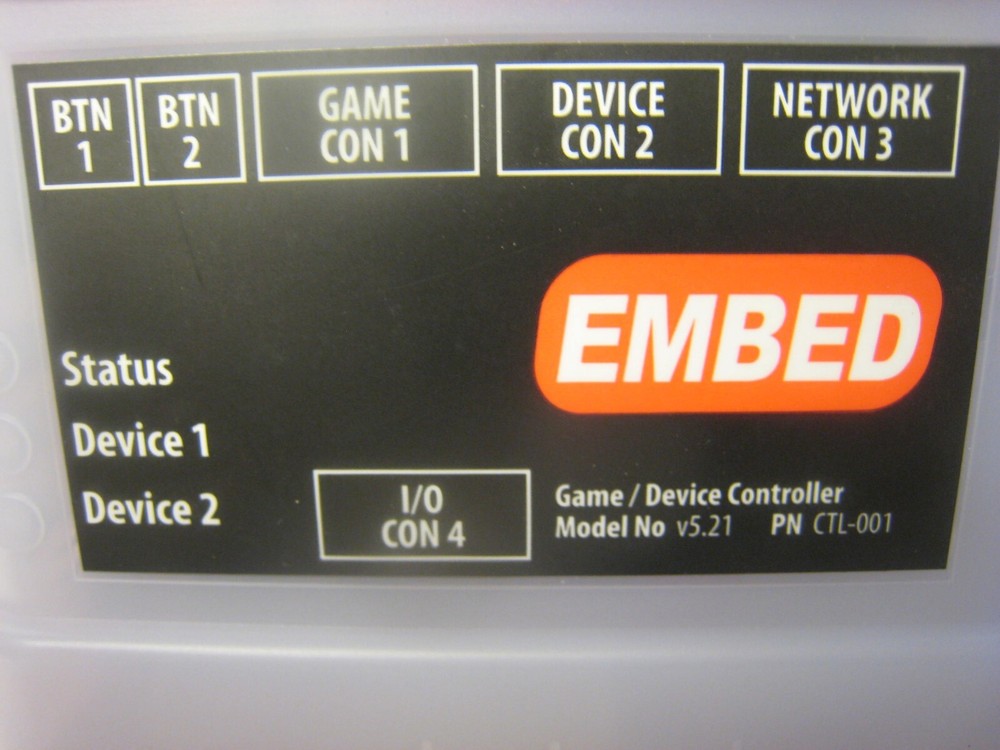 BTN
1
BTN
2
GAME
CON 1
DEVICE
CON 2
NETWORK
CON 3
EMBED
Status
Device 1
Device 2
I/O
CON 4
Game / Device Controller
Model No v5.21 PN CTL-001